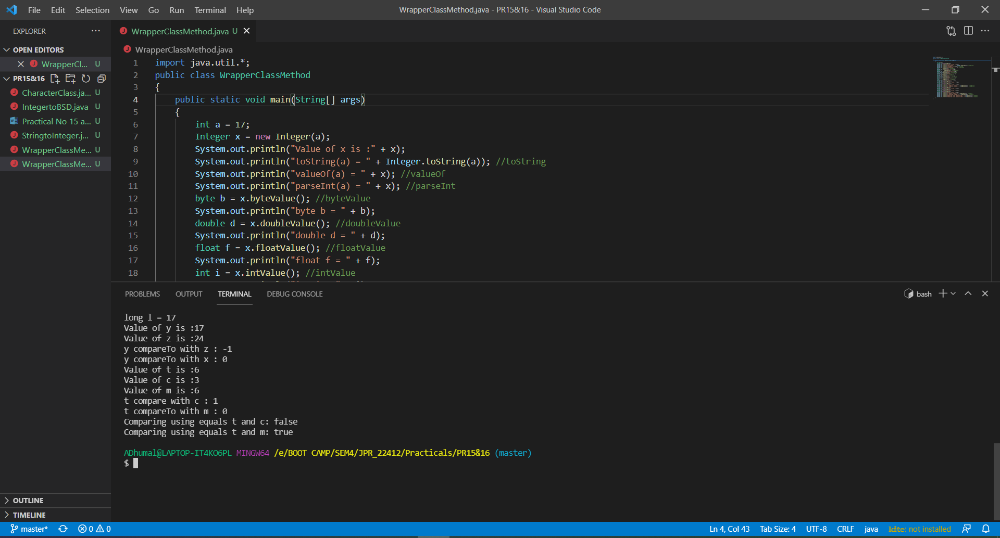 File Edit Selection View Go Run Terminal Help
WrapperClassMethod.java - PR15&16 - Visual Studio Code
EXPLORER
OPEN EDITORS
WrapperCl... U
PR15&16
CharacterClass.ja... U
IntegertoBSD.java U
Practical No 15 a... U
StringtoInteger.j... U
WrapperClassMe... U
WrapperClassMe... U
OUTLINE
TIMELINE
WrapperClassMethod.java U
WrapperClassMethod.java
1 import java.util.*;
2 public class WrapperClassMethod
3 {
4 public static void main(String[] args)
5 {
6 int a = 17;
7 Integer x = new Integer(a);
8 System.out.println("Value of x is :" + x);
9 System.out.println("toString(a) = " + Integer.toString(a)); //toString
10 System.out.println("valueOf(a) = " + x); //valueOf
11 System.out.println("parseInt(a) = " + x); //parseInt
12 byte b = x.byteValue(); //byteValue
13 System.out.println("byte b = " + b);
14 double d = x.doubleValue(); //doubleValue
15 System.out.println("double d = " + d);
16 float f = x.floatValue(); //floatValue
17 System.out.println("float f = " + f);
18 int i = x.intValue(); //intValue
PROBLEMS OUTPUT TERMINAL DEBUG CONSOLE
bash
long l = 17
Value of y is :17
Value of z is :24
y compareTo with z : -1
y compareTo with x : 0
Value of t is :6
Value of c is :3
Value of m is :6
t compare with c : 1
t compareTo with m : 0
Comparing using equals t and c: false
Comparing using equals t and m: true
ADhumal@LAPTOP-IT4KO6PL MINGW64 /e/BOOT CAMP/SEM4/JPR_22412/Practicals/PR15&16 (master)
$
master* 0 0
Ln 4, Col 43 Tab Size: 4 UTF-8 CRLF java kite: not installed